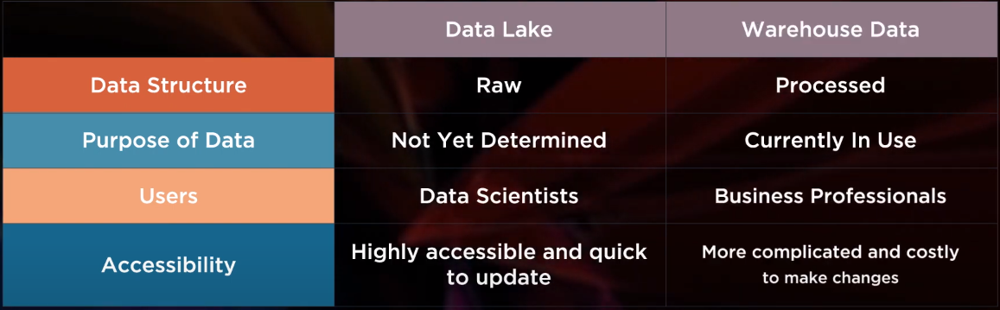 Data Lake
Warehouse Data
Data Structure
Raw
Processed
Purpose of Data
Not Yet Determined
Currently In Use
Users
Data Scientists
Business Professionals
Accessibility
Highly accessible and quick
to update
More complicated and costly
to make changes